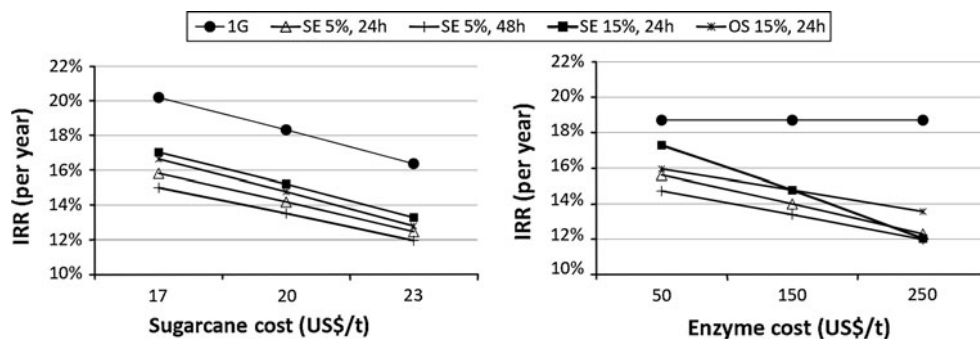 1G SE 5%, 24h SE 5%, 48h SE 15%, 24h OS 15%, 24h
22%
20%
18%
16%
14%
12%
10%
IRR (per year)
17 20 23
Sugarcane cost (US$/t)
22%
20%
18%
16%
14%
12%
10%
IRR (per year)
50 150 250
Enzyme cost (US$/t)